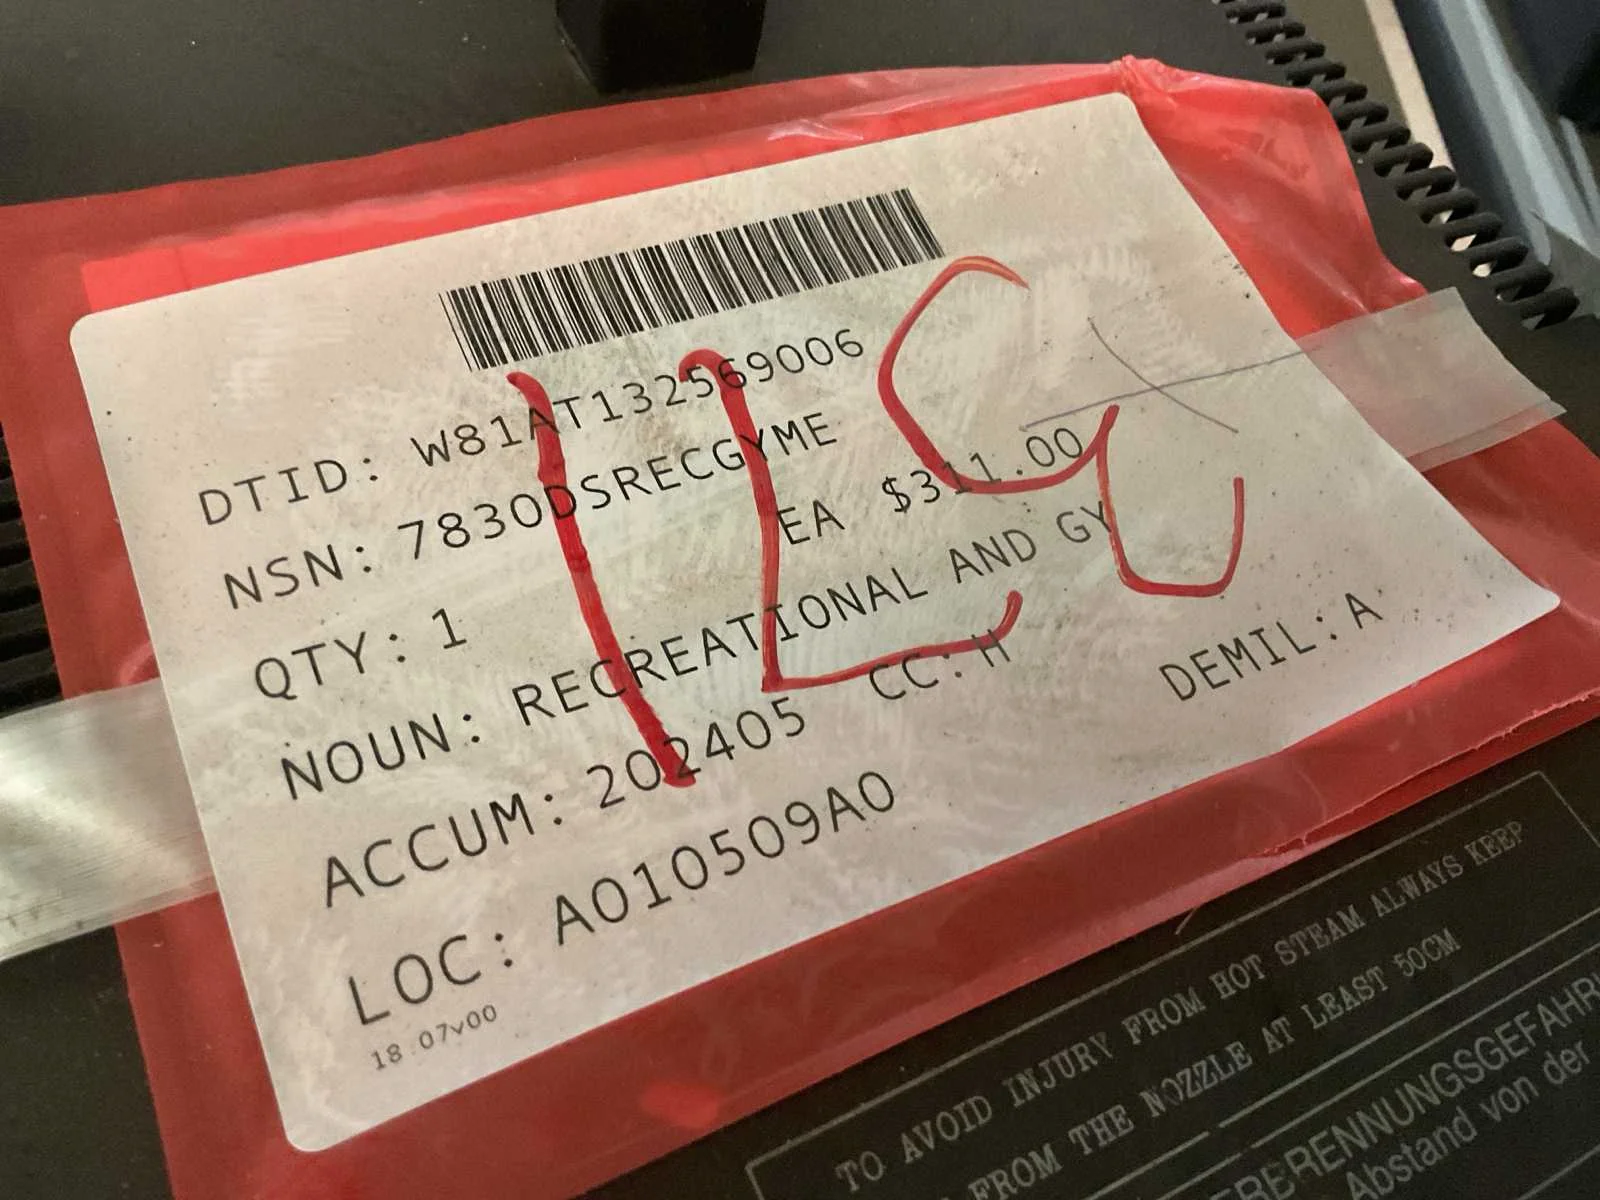 DTID: W81AT132569006
NSN: 7830DSRECGYME
QTY: 1 EA $311.00
NOUN: RECREATIONAL AND GY
ACCUM: 202405 CC: H DEMIL: A
LOC: A010509A0
18.07v00
TO AVOID INJURY FROM HOT STEAM ALWAYS KEEP
FROM THE NOZZLE AT LEAST 50CM
Abstand von der